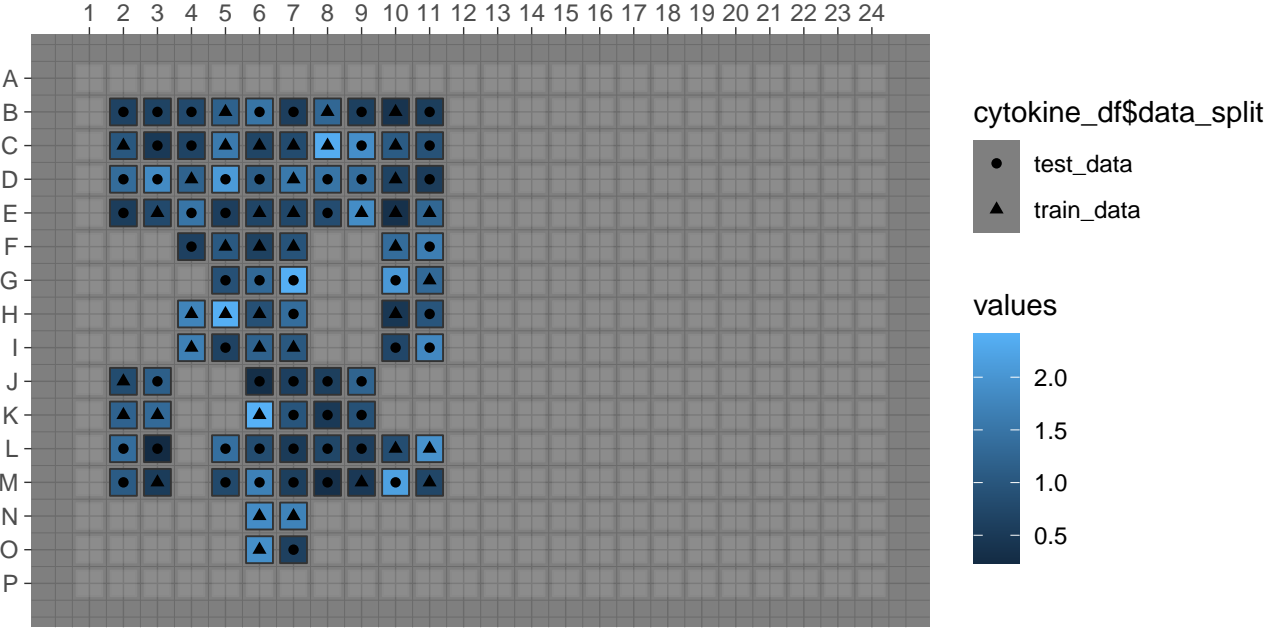 1 2 3 4 5 6 7 8 9 10 11 12 13 14 15 16 17 18 19 20 21 22 23 24
A
B
C
D
E
F
G
H
I
J
K
L
M
N
O
P
cytokine_df$data_split
test_data
train_data
values
2.0
1.5
1.0
0.5